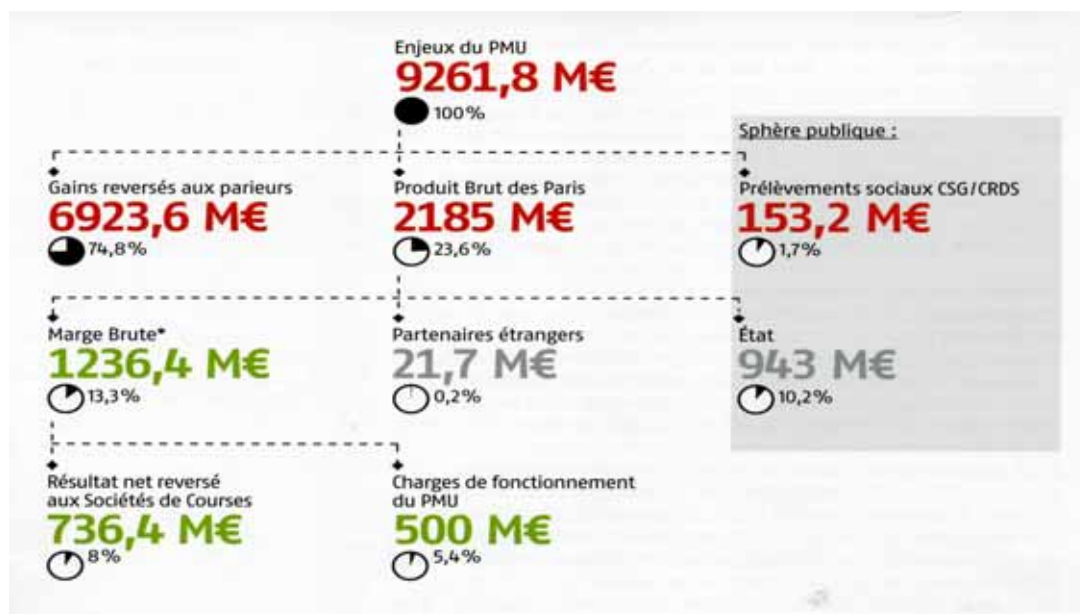 Enjeux du PMU
9261,8 M€
100%
Sphère publique :
Gains reversés aux parieurs
6923,6 M€
74,8%
Produit Brut des Paris
2185 M€
23,6%
Prélèvements sociaux CSG/CRDS
153,2 M€
1,7%
Marge Brute*
1236,4 M€
13,3%
Partenaires étrangers
21,7 M€
0,2%
État
943 M€
10,2%
Résultat net reversé
aux Sociétés de Courses
736,4 M€
8%
Charges de fonctionnement
du PMU
500 M€
5,4%